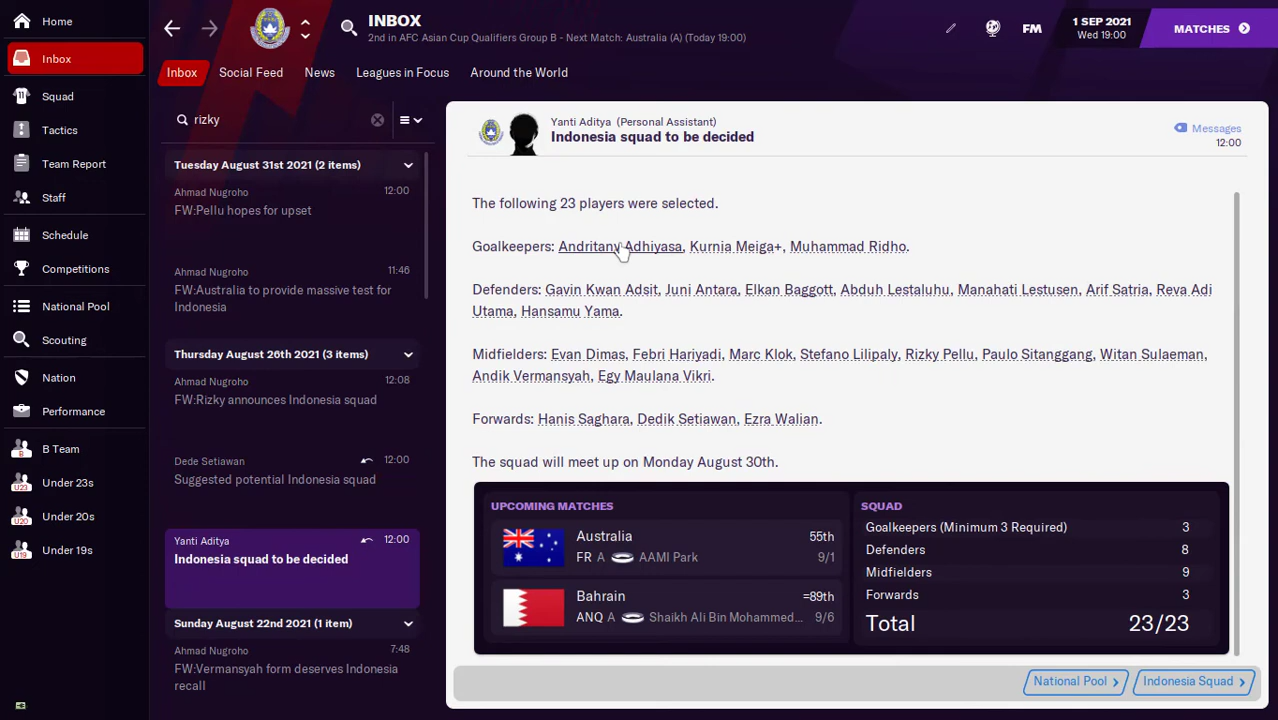 Home
Inbox
Squad
Tactics
Team Report
Staff
Schedule
Competitions
National Pool
Scouting
Nation
Performance
B Team
Under 23s
Under 20s
Under 19s
INBOX
2nd in AFC Asian Cup Qualifiers Group B - Next Match: Australia (A) (Today 19:00)
FM
1 SEP 2021
Wed 19:00
MATCHES
Inbox
Social Feed
News
Leagues in Focus
Around the World
rizky
Tuesday August 31st 2021 (2 items)
Ahmad Nugroho 12:00
FW:Pellu hopes for upset
Ahmad Nugroho 11:46
FW:Australia to provide massive test for
Indonesia
Thursday August 26th 2021 (3 items)
Ahmad Nugroho 12:08
FW:Rizky announces Indonesia squad
Dede Setiawan 12:00
Suggested potential Indonesia squad
Yanti Aditya 12:00
Indonesia squad to be decided
Sunday August 22nd 2021 (1 item)
Ahmad Nugroho 7:48
FW:Vermansyah form deserves Indonesia
recall
Yanti Aditya (Personal Assistant)
Indonesia squad to be decided
Messages
12:00
The following 23 players were selected.
Goalkeepers: Andritany Adhiyasa, Kurnia Meiga+, Muhammad Ridho.
Defenders: Gavin Kwan Adsit, Juni Antara, Elkan Baggott, Abduh Lestaluhu, Manahati Lestusen, Arif Satria, Reva Adi
Utama, Hansamu Yama.
Midfielders: Evan Dimas, Febri Hariyadi, Marc Klok, Stefano Lilipaly, Rizky Pellu, Paulo Sitanggang, Witan Sulaeman,
Andik Vermansyah, Egy Maulana Vikri.
Forwards: Hanis Saghara, Dedik Setiawan, Ezra Walian.
The squad will meet up on Monday August 30th.
UPCOMING MATCHES
Australia 55th
FR A AAMI Park 9/1
Bahrain =89th
ANQ A Shaikh Ali Bin Mohammed... 9/6
SQUAD
Goalkeepers (Minimum 3 Required) 3
Defenders 8
Midfielders 9
Forwards 3
Total 23/23
National Pool
Indonesia Squad